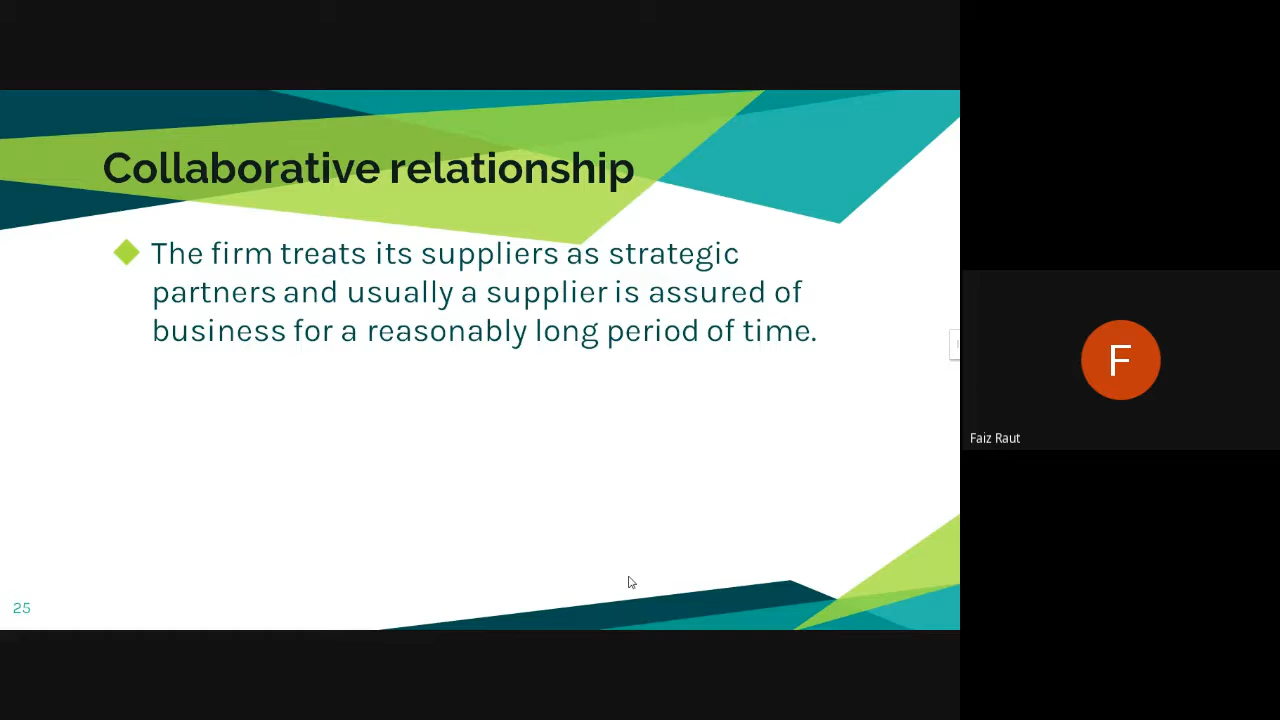 Collaborative relationship
The firm treats its suppliers as strategic
partners and usually a supplier is assured of
business for a reasonably long period of time.
25
F
Faiz Raut